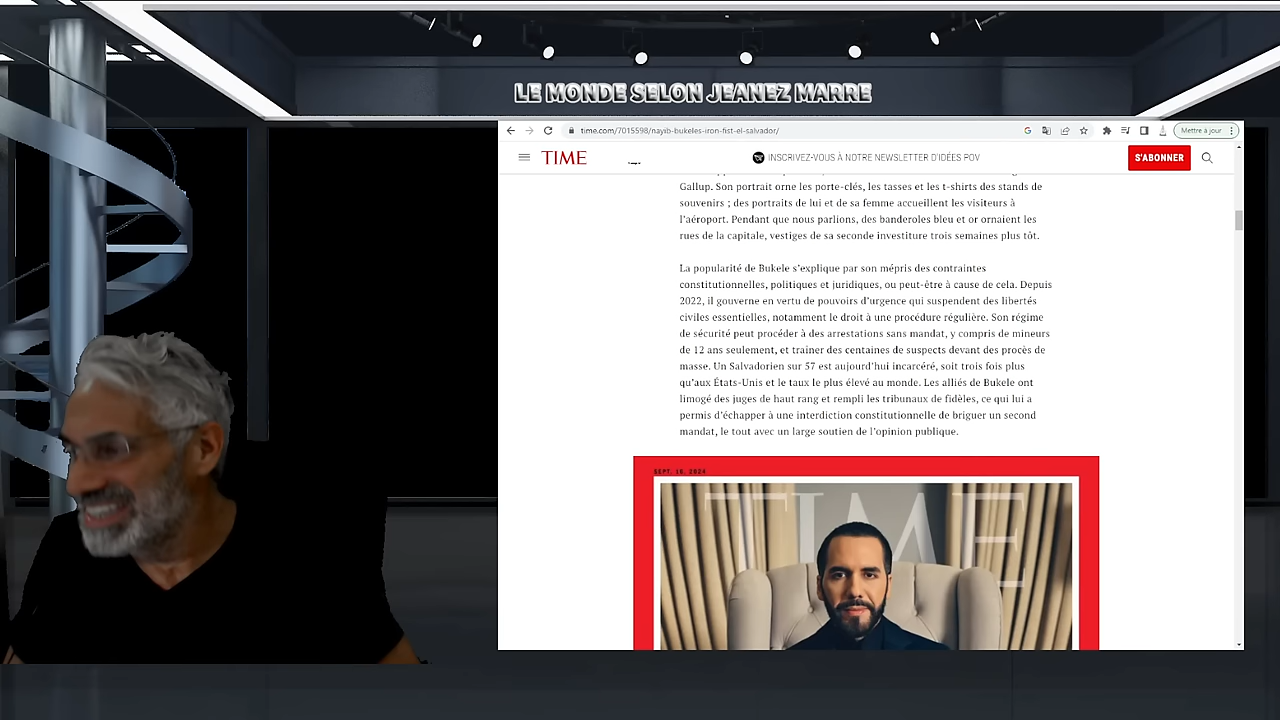 LE MONDE SELON JEANEZ MARRE
time.com/7015598/nayib-bukeles-iron-fist-el-salvador/
Mettre à jour
TIME
INSCRIVEZ-VOUS À NOTRE NEWSLETTER D'IDÉES POV
S'ABONNER
Gallup. Son portrait orne les porte-clés, les tasses et les t-shirts des stands de
souvenirs ; des portraits de lui et de sa femme accueillent les visiteurs à
l'aéroport. Pendant que nous parlions, des banderoles bleu et or ornaient les
rues de la capitale, vestiges de sa seconde investiture trois semaines plus tôt.
La popularité de Bukele s'explique par son mépris des contraintes
constitutionnelles, politiques et juridiques, ou peut-être à cause de cela. Depuis
2022, il gouverne en vertu de pouvoirs d'urgence qui suspendent des libertés
civiles essentielles, notamment le droit à une procédure régulière. Son régime
de sécurité peut procéder à des arrestations sans mandat, y compris de mineurs
de 12 ans seulement, et traîner des centaines de suspects devant des procès de
masse. Un Salvadorien sur 57 est aujourd'hui incarcéré, soit trois fois plus
qu'aux États-Unis et le taux le plus élevé au monde. Les alliés de Bukele ont
limogé des juges de haut rang et rempli les tribunaux de fidèles, ce qui lui a
permis d'échapper à une interdiction constitutionnelle de briguer un second
mandat, le tout avec un large soutien de l'opinion publique.
SEPT. 16, 2024
TIME